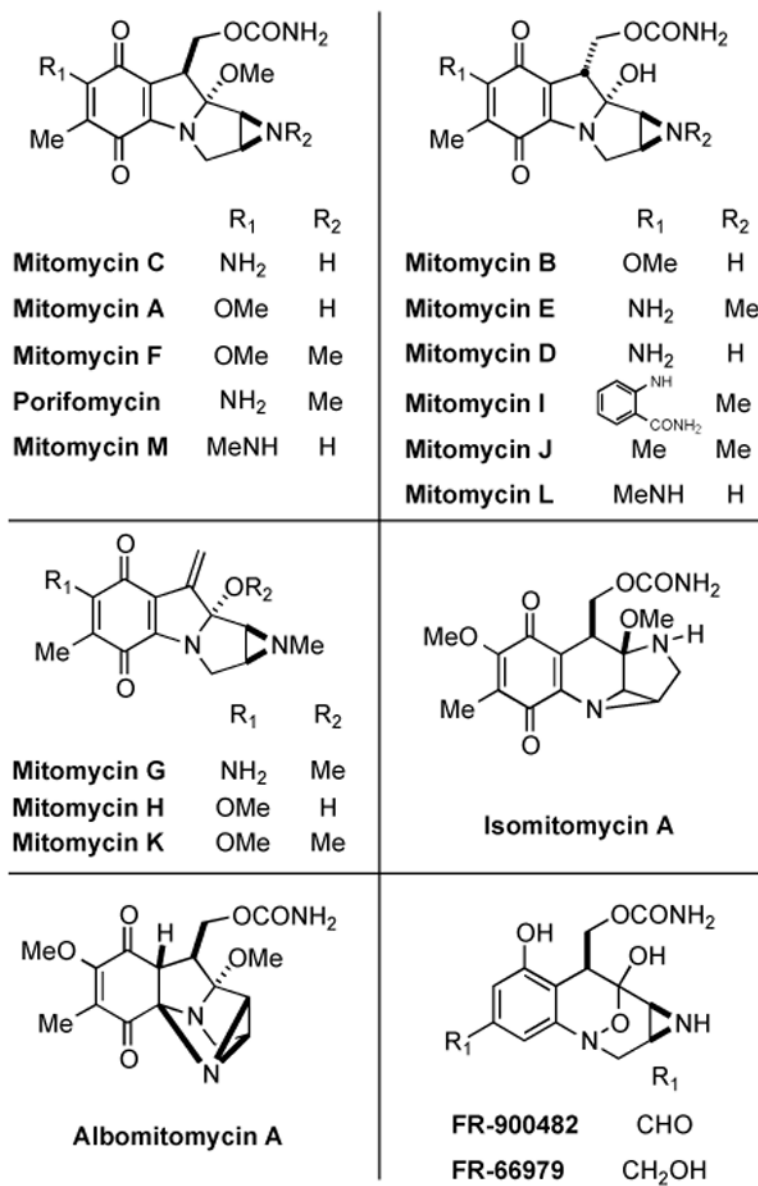 O OCONH2
R1 OMe
N NR2
Me
O
R1 R2
Mitomycin C NH2 H
Mitomycin A OMe H
Mitomycin F OMe Me
Porifomycin NH2 Me
Mitomycin M MeNH H
O OCONH2
R1 OH
N NR2
Me
O
R1 R2
Mitomycin B OMe H
Mitomycin E NH2 Me
Mitomycin D NH2 H
NH
Mitomycin I Me
CONH2
Mitomycin J Me Me
Mitomycin L MeNH H
O
R1 OR2
N NMe
Me
O
R1 R2
Mitomycin G NH2 Me
Mitomycin H OMe H
Mitomycin K OMe Me
OCONH2
O OMe H
MeO N
Me N
O
Isomitomycin A
O H OCONH2
MeO OMe
Me N
O N
Albomitomycin A
OCONH2
OH OH
O NH
R1 N
R1
FR-900482 CHO
FR-66979 CH2OH